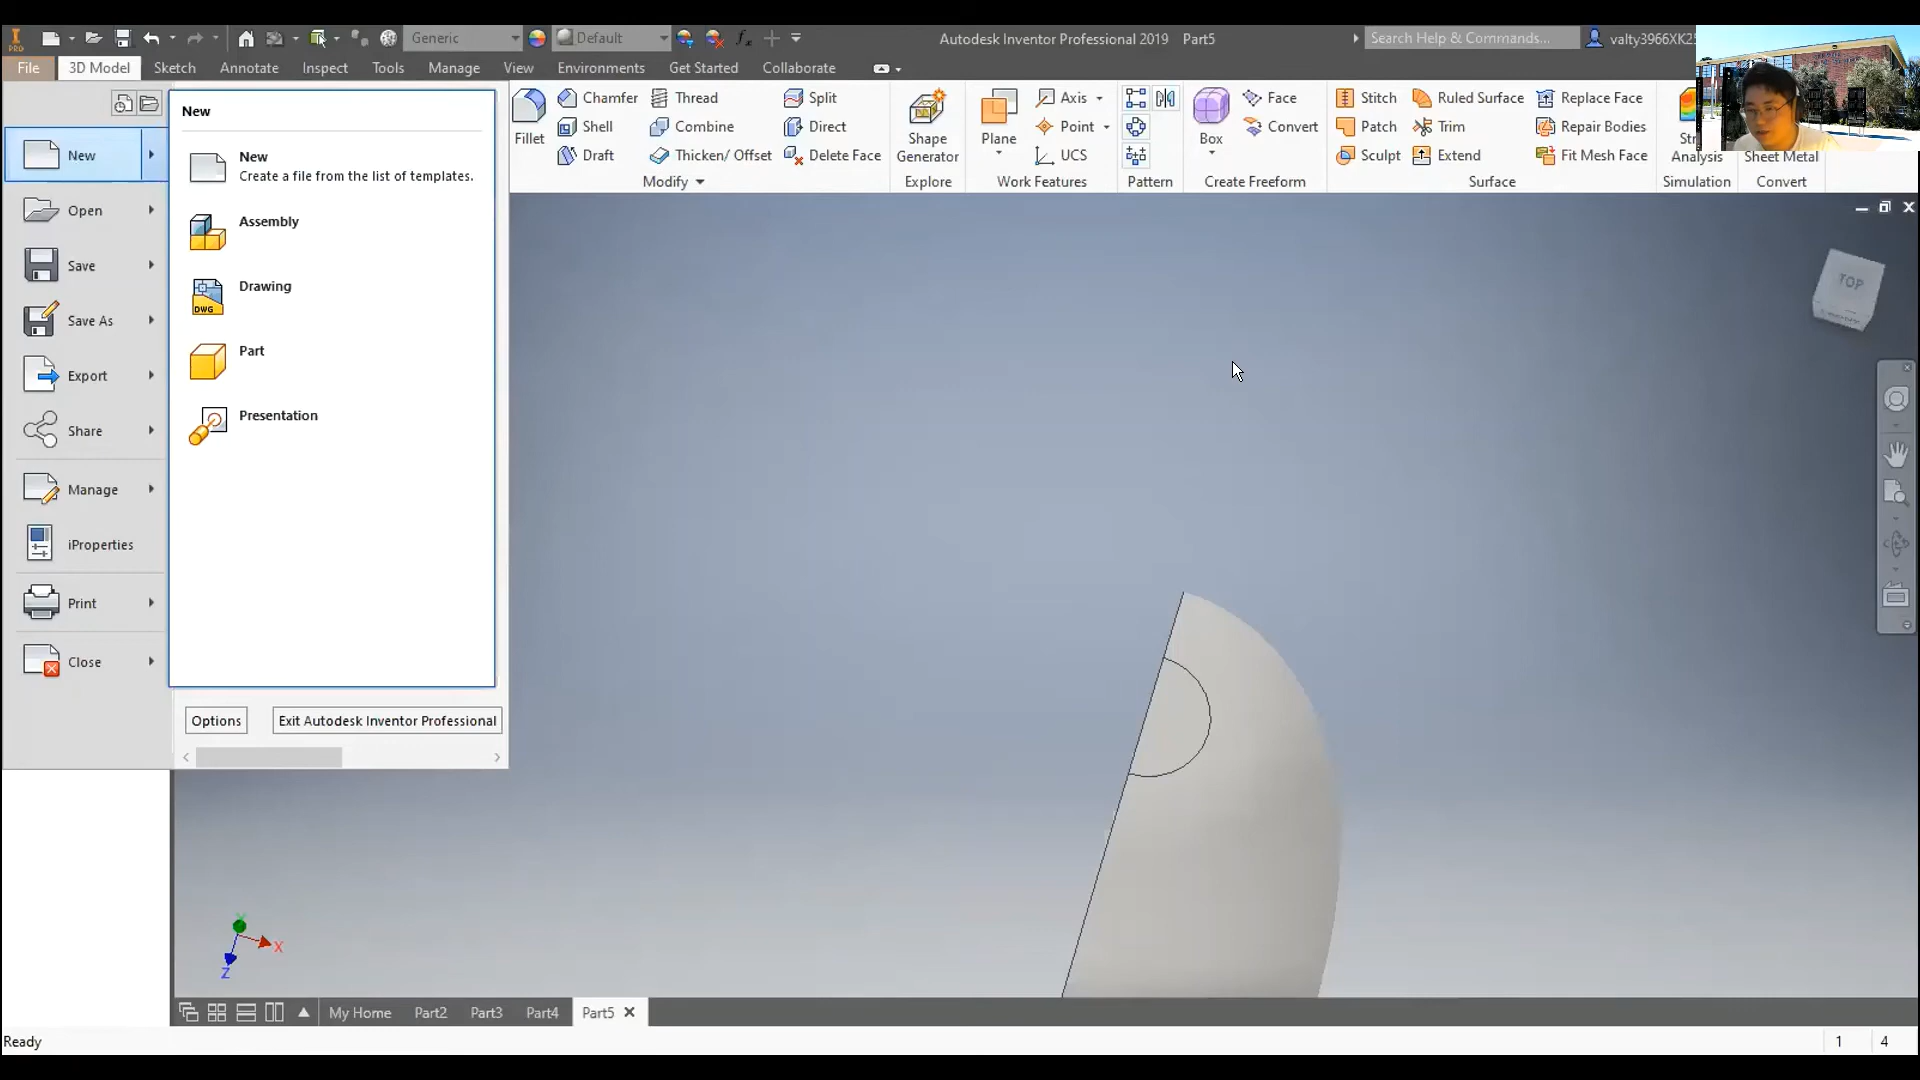 PRO
Generic
Default
Autodesk Inventor Professional 2019 Part5
Search Help & Commands...
File
3D Model
Sketch
Annotate
Inspect
Tools
Manage
View
Environments
Get Started
Collaborate
New
Open
Save
Save As
Export
Share
Manage
iProperties
Print
Close
New
New
Create a file from the list of templates.
Assembly
Drawing
DWG
Part
Presentation
Options
Exit Autodesk Inventor Professional
Fillet
Chamfer
Shell
Draft
Thread
Combine
Thicken/ Offset
Split
Direct
Delete Face
Modify
Shape
Generator
Explore
Plane
Axis
Point
UCS
Work Features
Pattern
Box
Face
Convert
Create Freeform
Stitch
Patch
Sculpt
Ruled Surface
Trim
Extend
Replace Face
Repair Bodies
Fit Mesh Face
Surface
Analysis
Simulation
Sheet Metal
Convert
TOP
X
Z
My Home
Part2
Part3
Part4
Part5
Ready
1
4